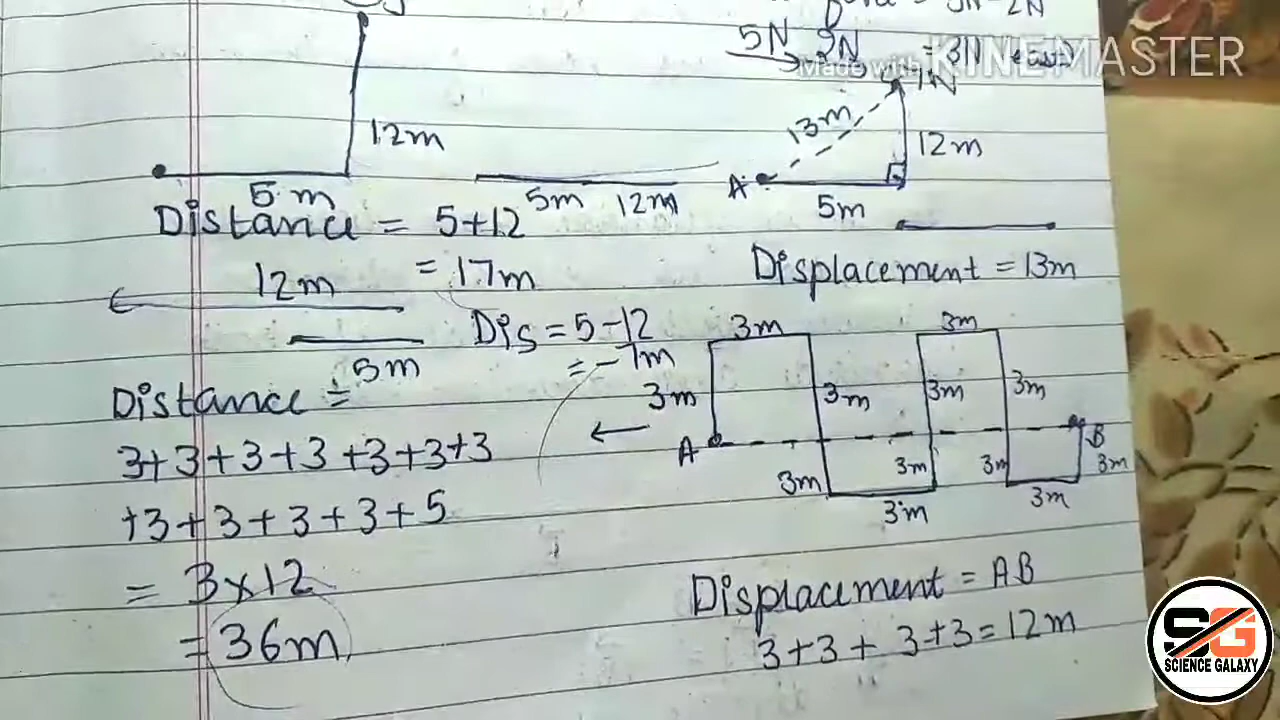 5N 2N = 3N east)
Made with KINEMASTER
12m
5 m
5m 12m
13m
12m
A
5m
Distance = 5+12
= 17m
Displacement = 13m
12m
5m
Dis = 5-12
= -7m
Distance =
3+3+3+3+3+3+3
+3+3+3+3+5
= 3x12
= 36m
3m
3m
3m
3m
3m
3m
A
B
3m
3m
3m
3m
3m
3m
Displacement = AB
3+3+ 3+3=12m
SG
SCIENCE GALAXY